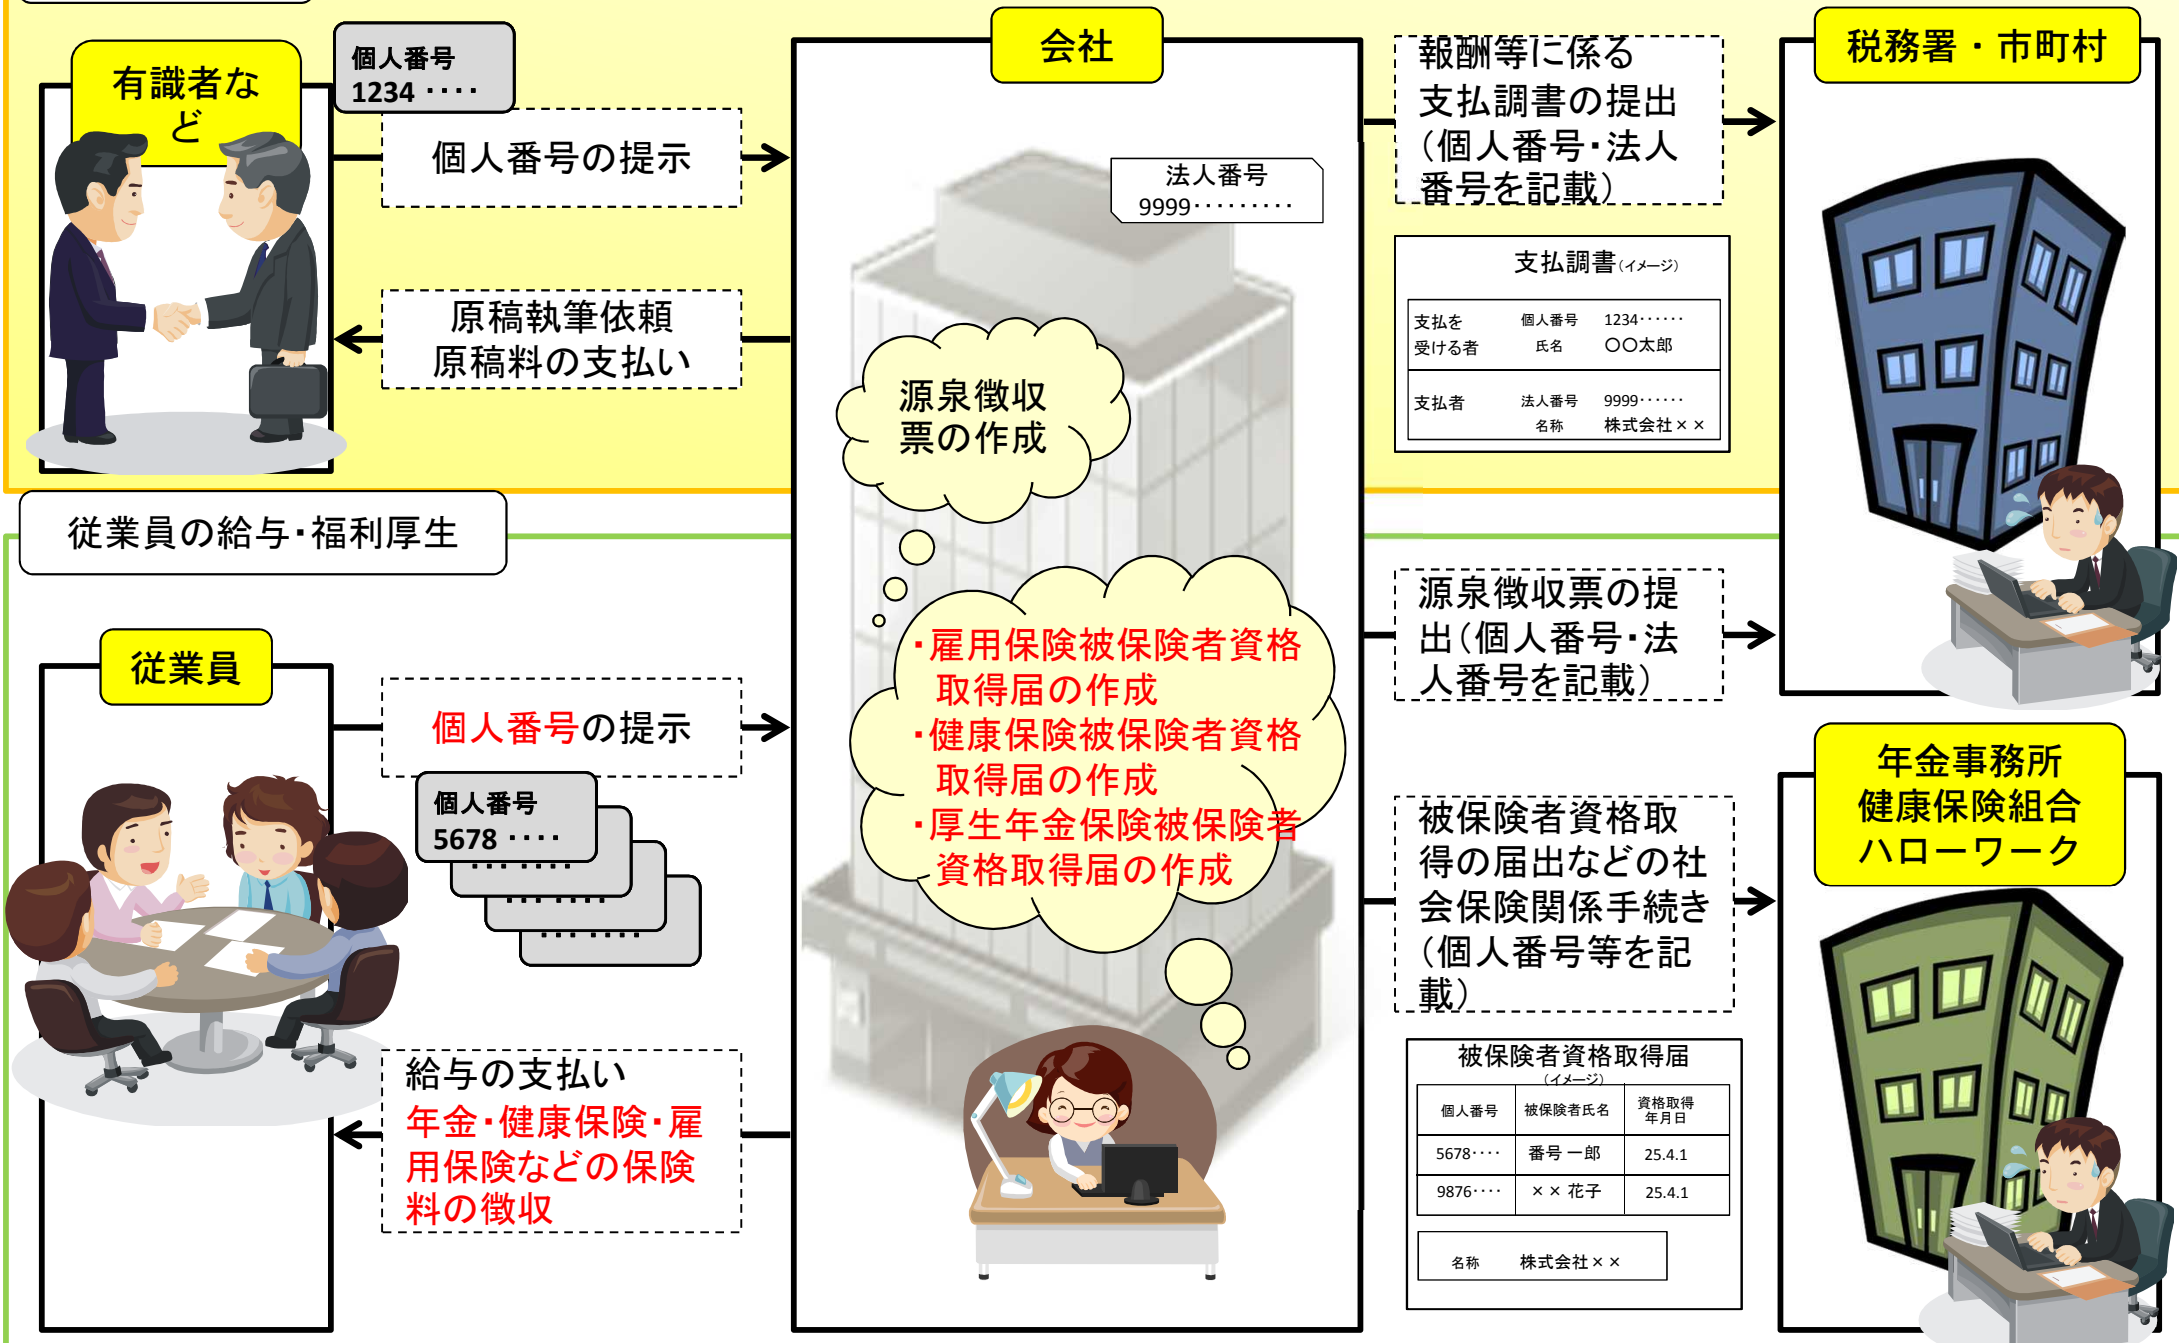 有識者な
ど
個人番号
1234 ････
個人番号の提示
原稿執筆依頼
原稿料の支払い
会社
法人番号
9999･････････
源泉徴収
票の作成
報酬等に係る
支払調書の提出
（個人番号・法人
番号を記載）
支払調書（イメージ）
支払を
受ける者
個人番号 1234･･････
氏名 〇〇太郎
支払者
法人番号 9999･･････
名称 株式会社××
税務署・市町村
従業員の給与・福利厚生
従業員
個人番号の提示
個人番号
5678 ････
給与の支払い
年金・健康保険・雇
用保険などの保険
料の徴収
・雇用保険被保険者資格
取得届の作成
・健康保険被保険者資格
取得届の作成
・厚生年金保険被保険者
資格取得届の作成
源泉徴収票の提
出（個人番号・法
人番号を記載）
被保険者資格取
得の届出などの社
会保険関係手続き
（個人番号等を記
載）
被保険者資格取得届
（イメージ）
個人番号 被保険者氏名 資格取得
年月日
5678････ 番号 一郎 25.4.1
9876････ ×× 花子 25.4.1
名称 株式会社××
年金事務所
健康保険組合
ハローワーク